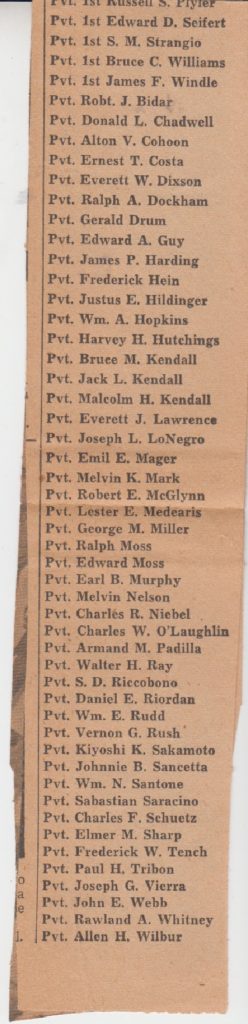 Pvt. 1st Russell S. Plyler
Pvt. 1st Edward D. Seifert
Pvt. 1st S. M. Strangio
Pvt. 1st Bruce C. Williams
Pvt. 1st James F. Windle
Pvt. Robt. J. Bidar
Pvt. Donald L. Chadwell
Pvt. Alton V. Cohoon
Pvt. Ernest T. Costa
Pvt. Everett W. Dixson
Pvt. Ralph A. Dockham
Pvt. Gerald Drum
Pvt. Edward A. Guy
Pvt. James P. Harding
Pvt. Frederick Hein
Pvt. Justus E. Hildinger
Pvt. Wm. A. Hopkins
Pvt. Harvey H. Hutchings
Pvt. Bruce M. Kendall
Pvt. Jack L. Kendall
Pvt. Malcolm H. Kendall
Pvt. Everett J. Lawrence
Pvt. Joseph L. LoNegro
Pvt. Emil E. Mager
Pvt. Melvin K. Mark
Pvt. Robert E. McGlynn
Pvt. Lester E. Medearis
Pvt. George M. Miller
Pvt. Ralph Moss
Pvt. Edward Moss
Pvt. Earl B. Murphy
Pvt. Melvin Nelson
Pvt. Charles R. Niebel
Pvt. Charles W. O'Laughlin
Pvt. Armand M. Padilla
Pvt. Walter H. Ray
Pvt. S. D. Riccobono
Pvt. Daniel E. Riordan
Pvt. Wm. E. Rudd
Pvt. Vernon G. Rush
Pvt. Kiyoshi K. Sakamoto
Pvt. Johnnie B. Sancetta
Pvt. Wm. N. Santone
Pvt. Sabastian Saracino
Pvt. Charles F. Schuetz
Pvt. Elmer M. Sharp
Pvt. Frederick W. Tench
Pvt. Paul H. Tribon
Pvt. Joseph G. Vierra
Pvt. John E. Webb
Pvt. Rawland A. Whitney
Pvt. Allen H. Wilbur